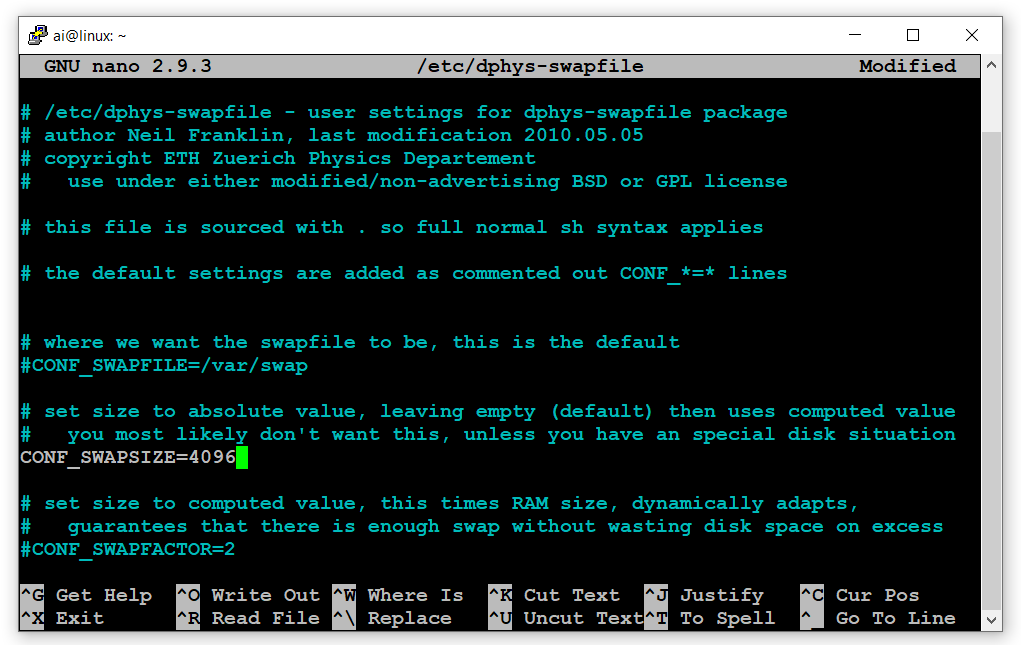 ai@linux: ~
GNU nano 2.9.3 /etc/dphys-swapfile Modified
# /etc/dphys-swapfile - user settings for dphys-swapfile package
# author Neil Franklin, last modification 2010.05.05
# copyright ETH Zuerich Physics Departement
#   use under either modified/non-advertising BSD or GPL license
# this file is sourced with . so full normal sh syntax applies
# the default settings are added as commented out CONF_*=* lines
# where we want the swapfile to be, this is the default
#CONF_SWAPFILE=/var/swap
# set size to absolute value, leaving empty (default) then uses computed value
#   you most likely don't want this, unless you have an special disk situation
CONF_SWAPSIZE=4096
# set size to computed value, this times RAM size, dynamically adapts,
#   guarantees that there is enough swap without wasting disk space on excess
#CONF_SWAPFACTOR=2
^G Get Help ^O Write Out ^W Where Is ^K Cut Text ^J Justify ^C Cur Pos
^X Exit ^R Read File ^\ Replace ^U Uncut Text ^T To Spell ^_ Go To Line